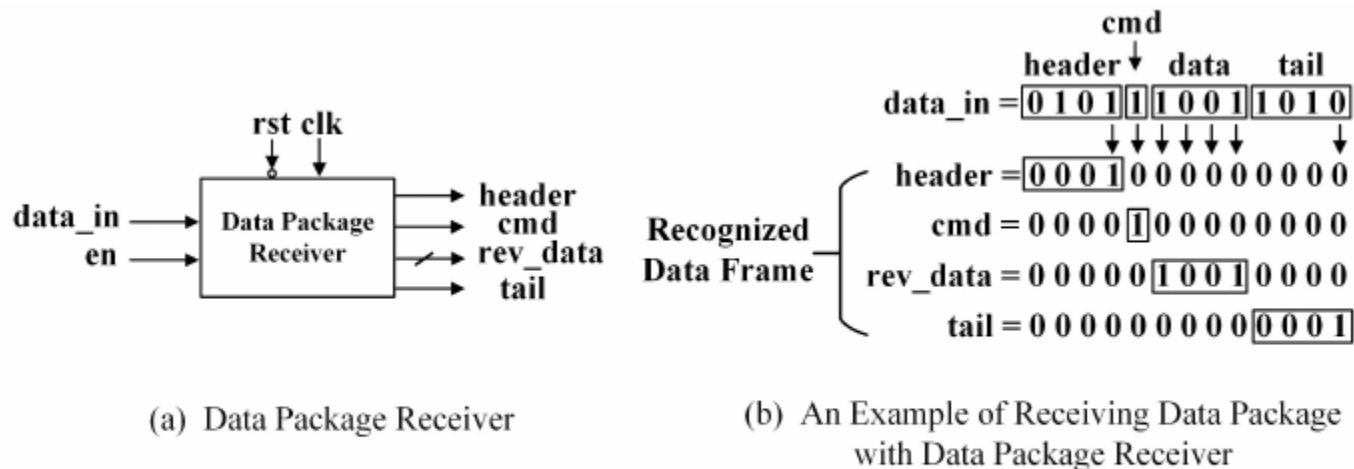 rst clk
data_in
en
Data Package
Receiver
header
cmd
rev_data
tail
(a) Data Package Receiver
cmd
header data tail
data_in = 0 1 0 1 1 1 0 0 1 1 0 1 0
header = 0 0 0 1 0 0 0 0 0 0 0 0 0
cmd = 0 0 0 0 1 0 0 0 0 0 0 0 0
Recognized
Data Frame
rev_data = 0 0 0 0 0 1 0 0 1 0 0 0 0
tail = 0 0 0 0 0 0 0 0 0 0 0 0 1
(b) An Example of Receiving Data Package
with Data Package Receiver